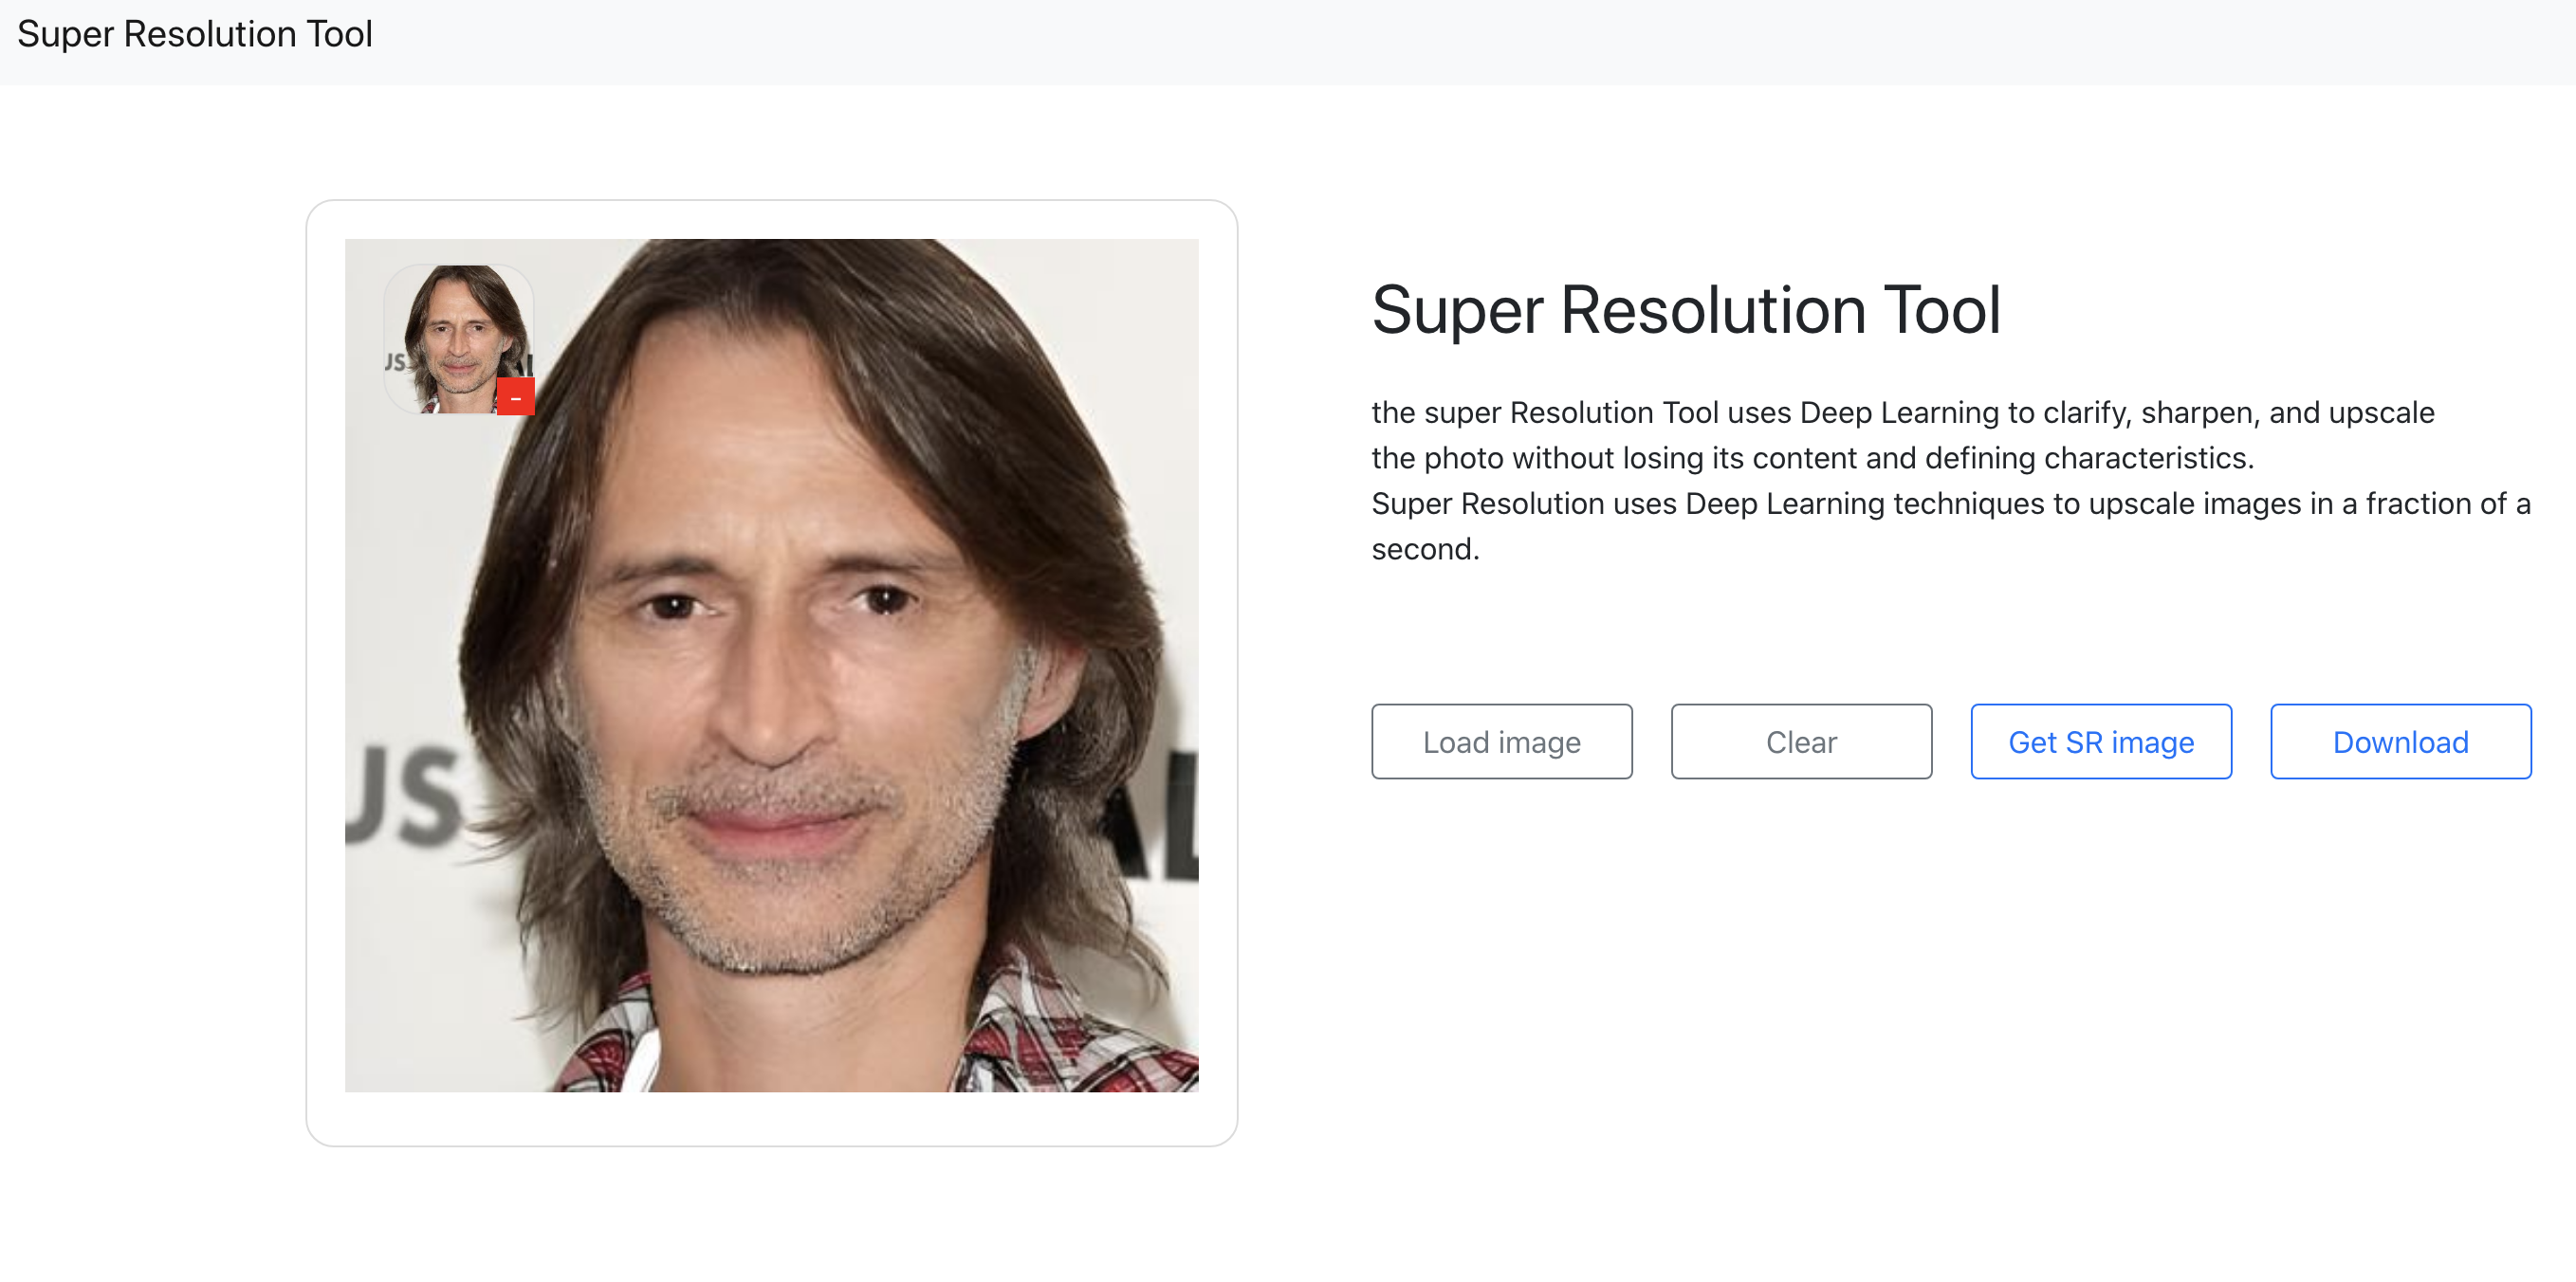 Super Resolution Tool
US
AL
Super Resolution Tool
the super Resolution Tool uses Deep Learning to clarify, sharpen, and upscale
the photo without losing its content and defining characteristics.
Super Resolution uses Deep Learning techniques to upscale images in a fraction of a
second.
Load image
Clear
Get SR image
Download